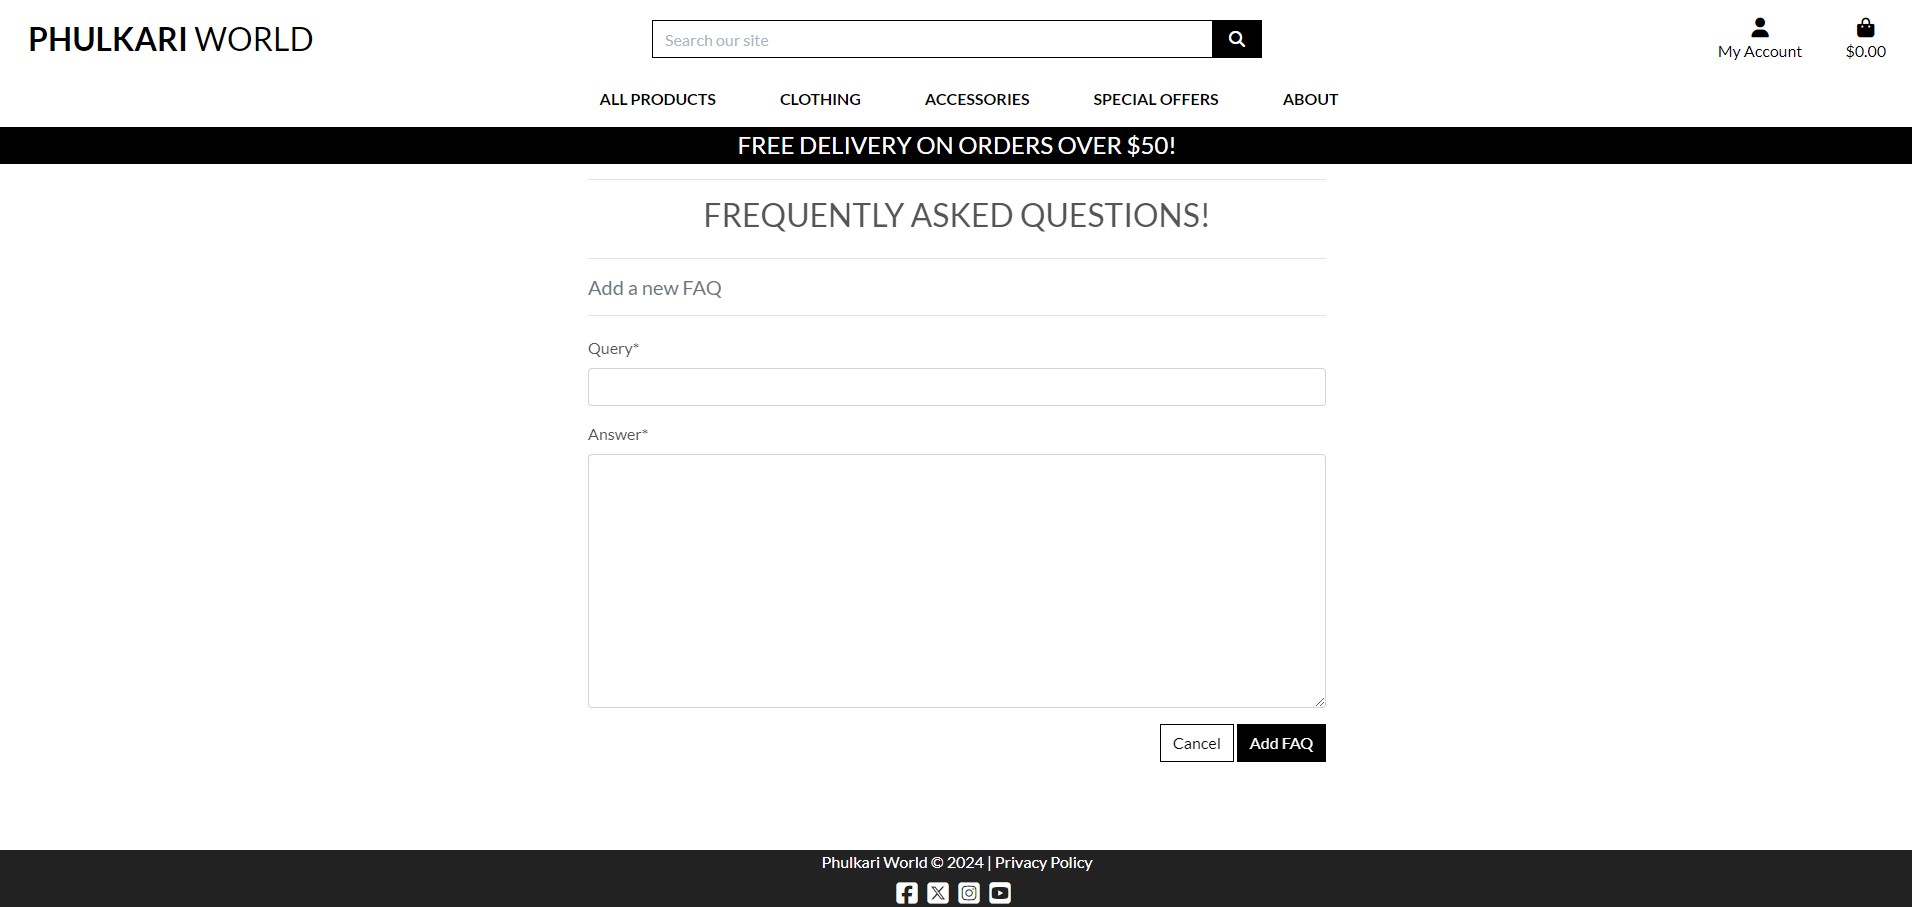 PHULKARI WORLD
Search our site
My Account
$0.00
ALL PRODUCTS CLOTHING ACCESSORIES SPECIAL OFFERS ABOUT
FREE DELIVERY ON ORDERS OVER $50!
FREQUENTLY ASKED QUESTIONS!
Add a new FAQ
Query*
Answer*
Cancel Add FAQ
Phulkari World © 2024 | Privacy Policy